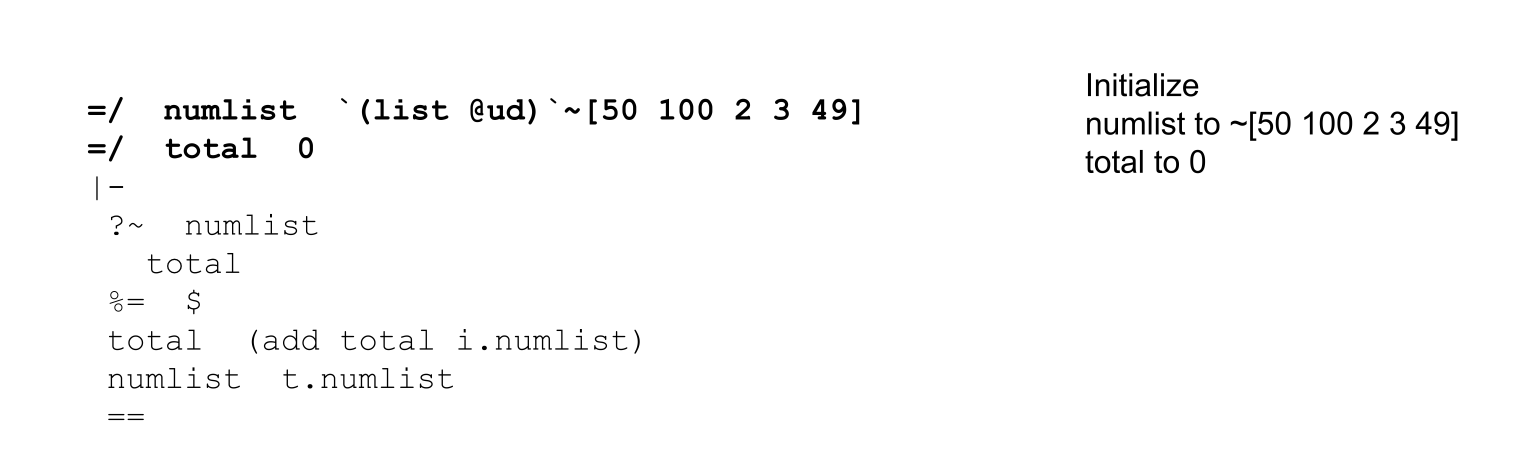 =/  numlist  `(list @ud)`~[50 100 2 3 49]
=/  total  0
|-
?~  numlist
total
%=  $
total  (add total i.numlist)
numlist  t.numlist
==
Initialize
numlist to ~[50 100 2 3 49]
total to 0